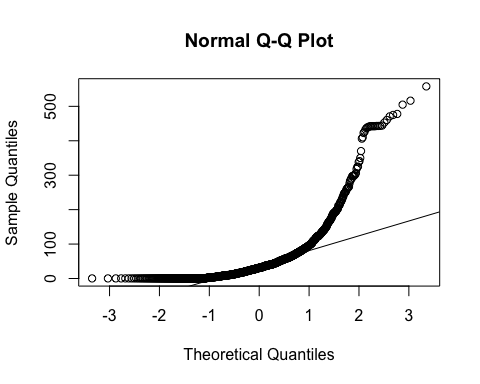 Normal Q-Q Plot
Sample Quantiles
500
300
100
0
-3 -2 -1 0 1 2 3
Theoretical Quantiles